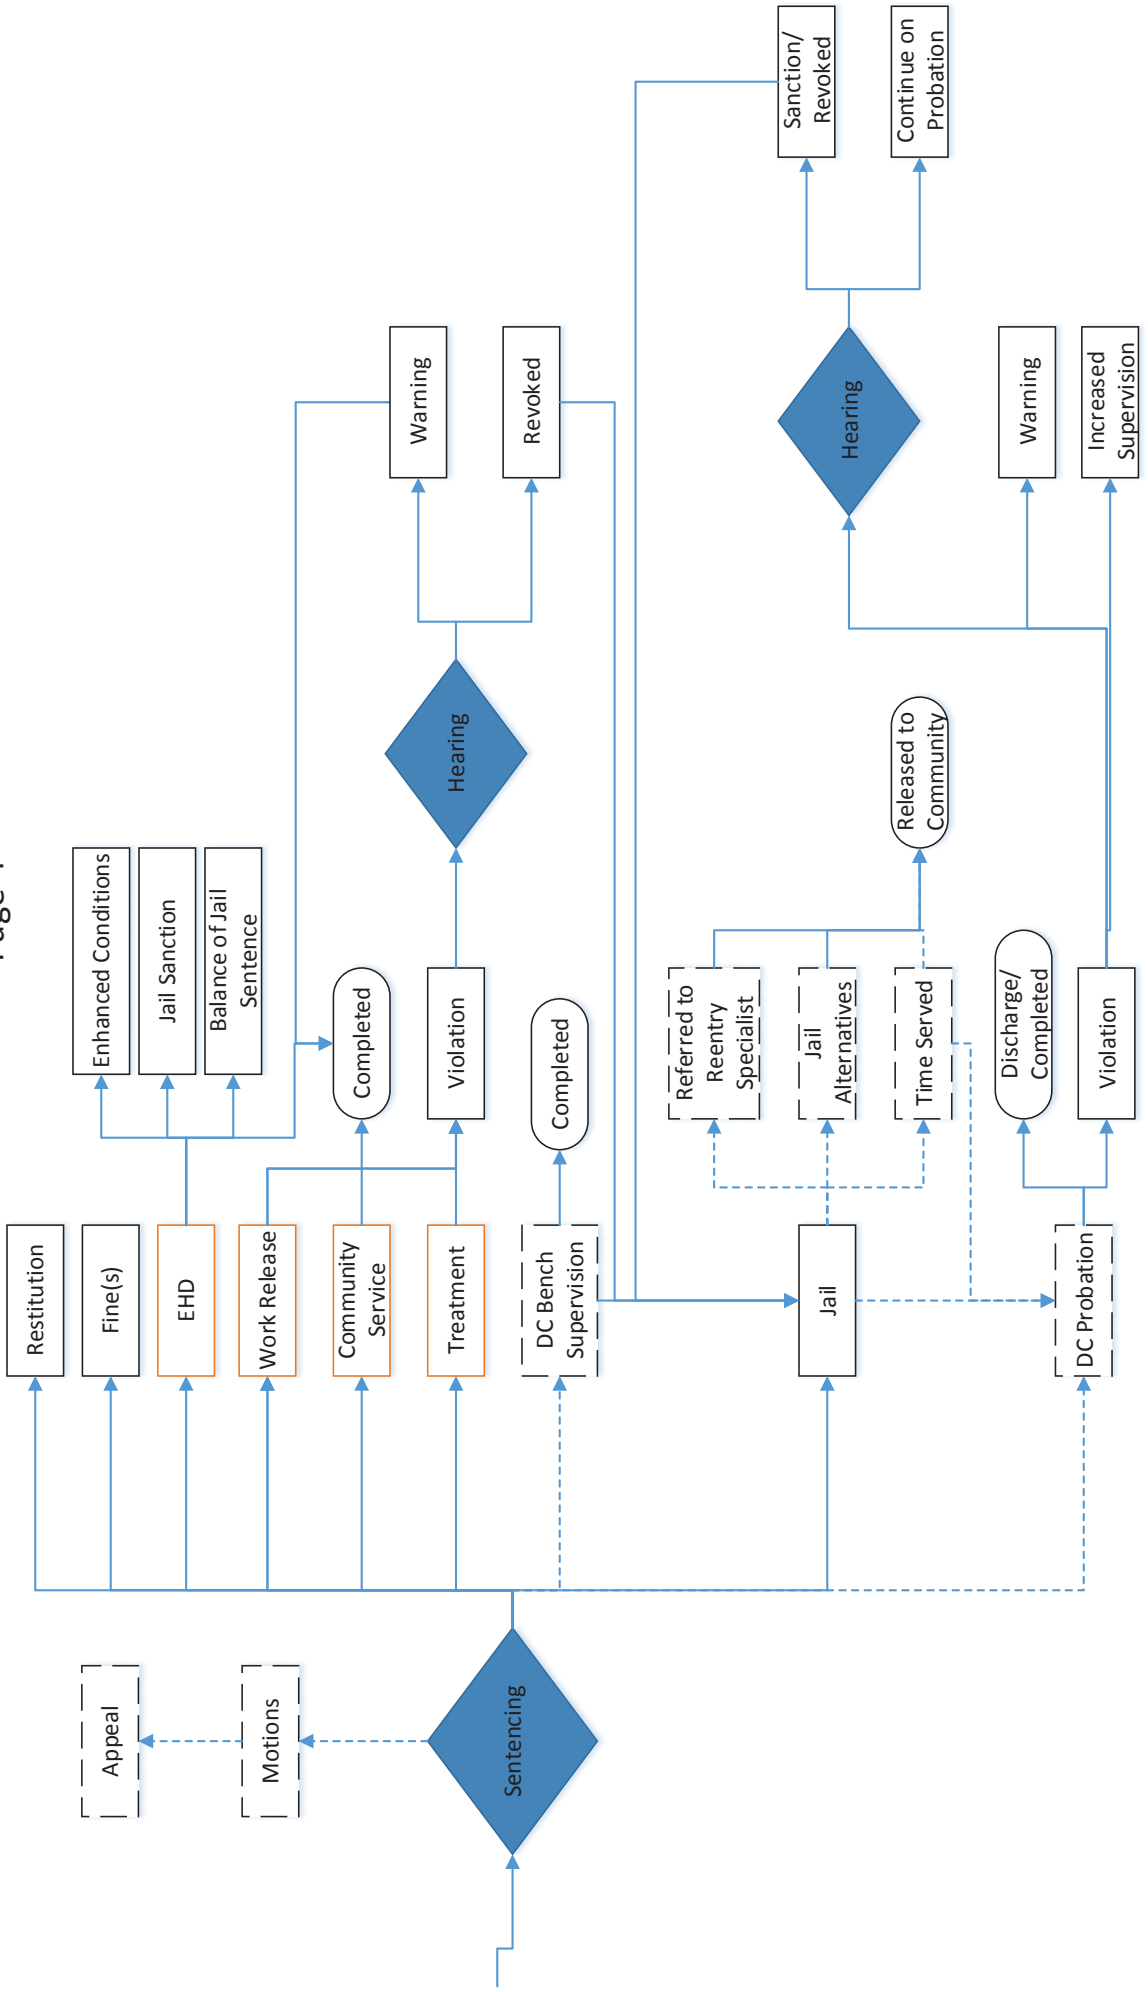 Page
Appeal
Motions
Sentencing
Restitution
Fine(s)
EHD
Work Release
Community
Service
Treatment
DC Bench
Supervision
Jail
DC Probation
Enhanced Conditions
Jail Sanction
Balance of Jail
Sentence
Completed
Violation
Completed
Referred to
Reentry
Specialist
Jail
Alternatives
Time Served
Discharge/
Completed
Violation
Hearing
Released to
Community
Warning
Revoked
Hearing
Warning
Increased
Supervision
Sanction/
Revoked
Continue on
Probation